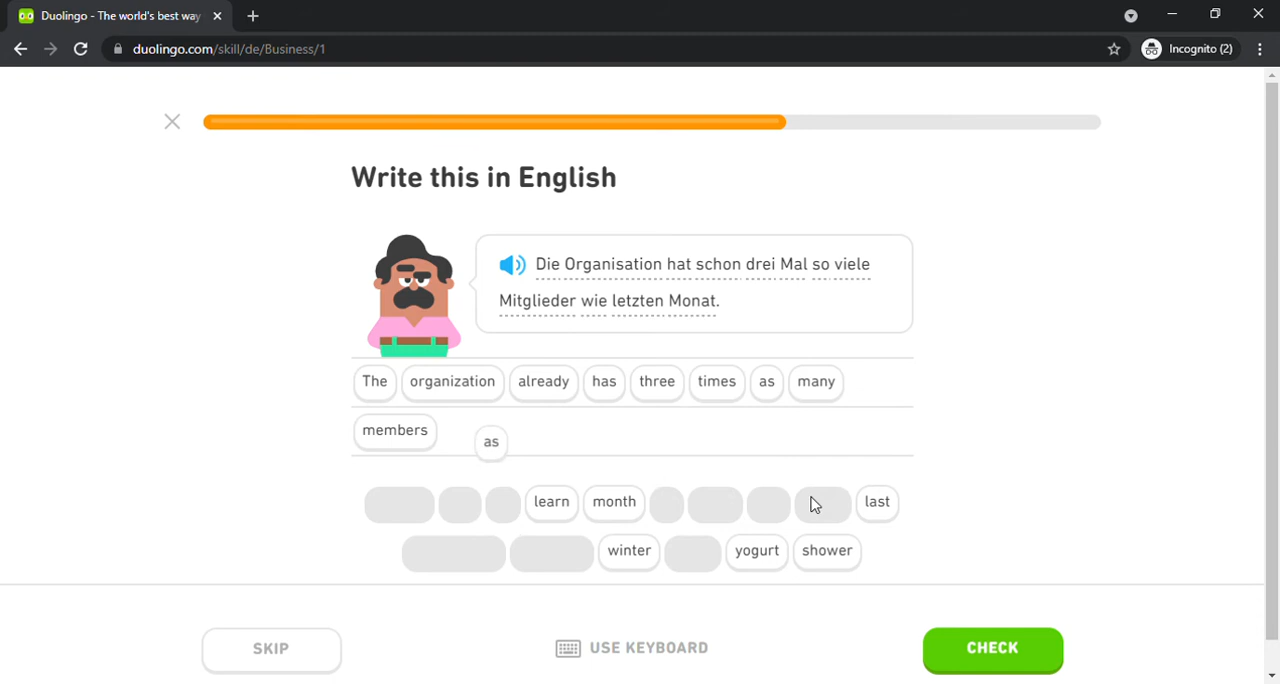 Duolingo - The world's best way
duolingo.com/skill/de/Business/1
Incognito (2)
Write this in English
Die Organisation hat schon drei Mal so viele
Mitglieder wie letzten Monat.
The organization already has three times as many
members as
learn month last
winter yogurt shower
SKIP USE KEYBOARD CHECK